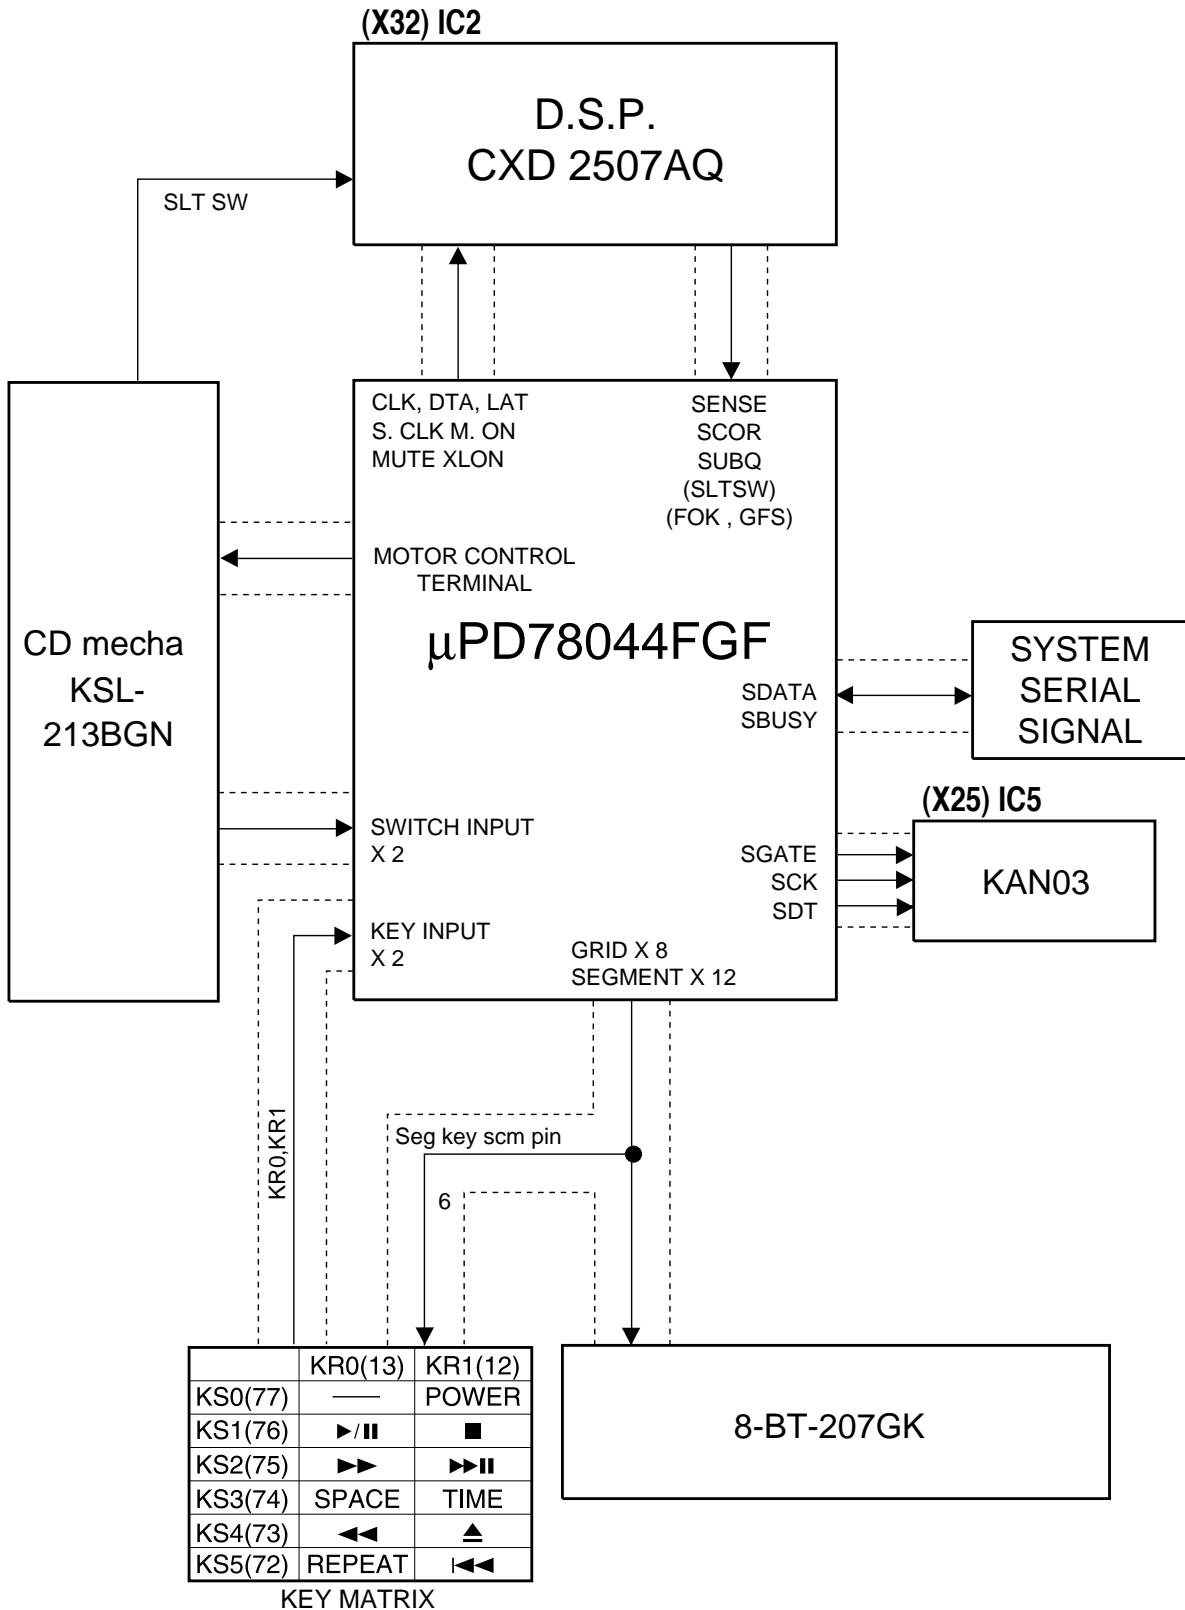 (X32) IC2
D.S.P.
CXD 2507AQ
SLT SW
CLK, DTA, LAT
S. CLK M. ON
MUTE XLON
SENSE
SCOR
SUBQ
(SLTSW)
(FOK , GFS)
MOTOR CONTROL
TERMINAL
µPD78044FGF
CD mecha
KSL-
213BGN
SDATA
SBUSY
SYSTEM
SERIAL
SIGNAL
(X25) IC5
SWITCH INPUT
X 2
SGATE
SCK
SDT
KAN03
KEY INPUT
X 2
GRID X 8
SEGMENT X 12
KR0,KR1
Seg key scm pin
6
KR0(13) KR1(12)
KS0(77) — POWER
KS1(76) ▶/▮▮ ■
KS2(75) ▶▶ ▶▶▮▮
KS3(74) SPACE TIME
KS4(73) ◀◀ ⏏
KS5(72) REPEAT |◀◀
KEY MATRIX
8-BT-207GK